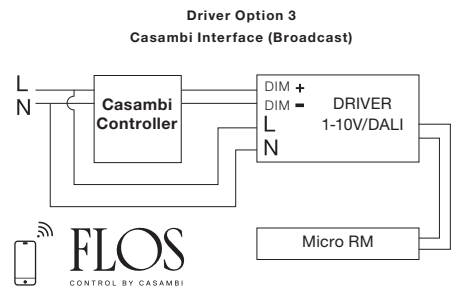 Driver Option 3
Casambi Interface (Broadcast)
L
N
Casambi
Controller
DIM +
DIM -
L
N
DRIVER
1-10V/DALI
Micro RM
FLOS
CONTROL BY CASAMBI